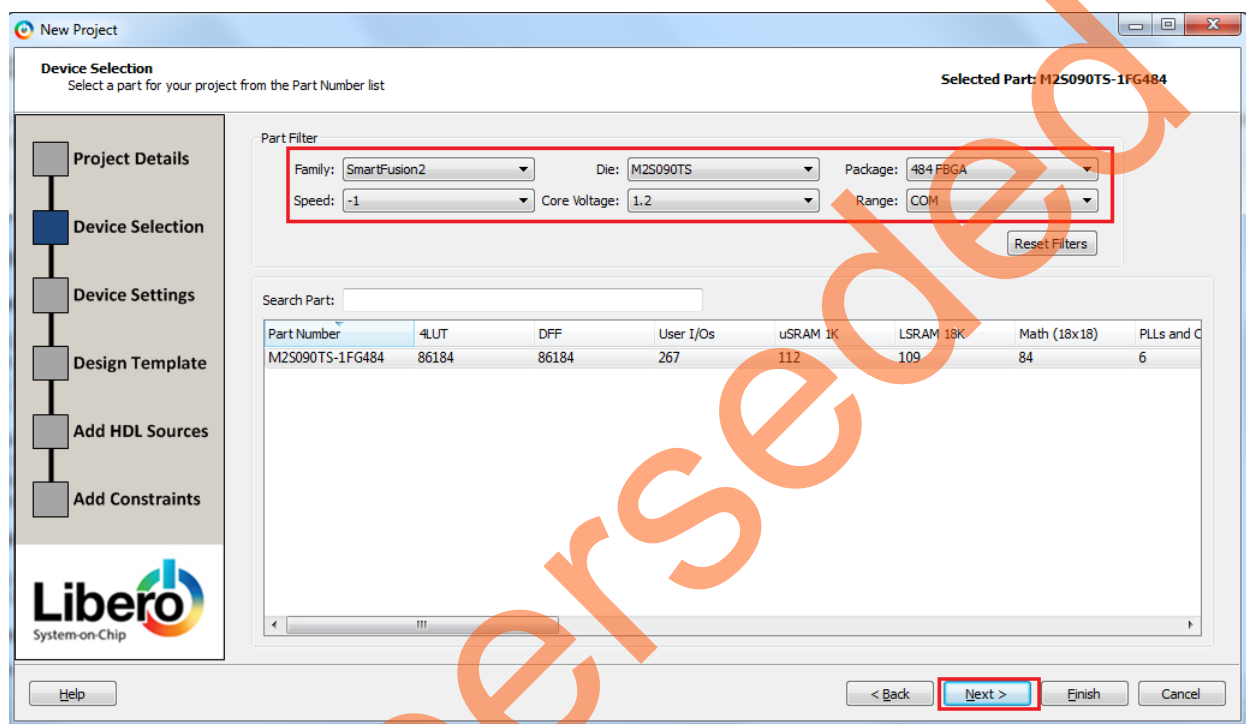 New Project
Device Selection
Select a part for your project from the Part Number list
Selected Part: M2S090TS-1FG484
Project Details
Device Selection
Device Settings
Design Template
Add HDL Sources
Add Constraints
Libero
System-on-Chip
Part Filter
Family: SmartFusion2 Die: M2S090TS Package: 484 FBGA
Speed: -1 Core Voltage: 1.2 Range: COM
Reset Filters
Search Part:
Part Number 4LUT DFF User I/Os uSRAM 1K LSRAM 18K Math (18x18) PLLs and C
M2S090TS-1FG484 86184 86184 267 112 109 84 6
Help < Back Next > Finish Cancel
erseded